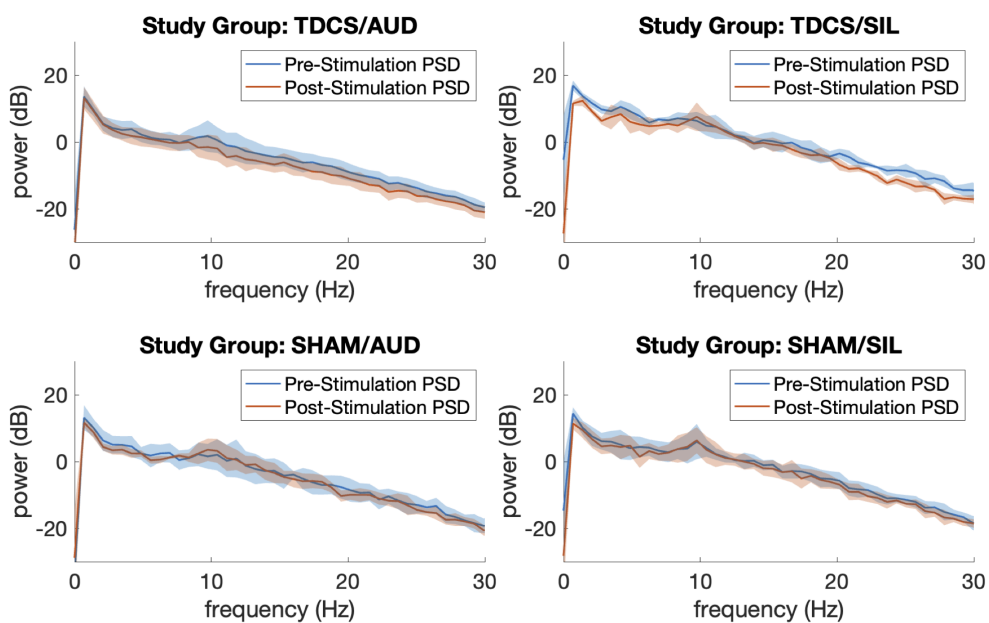 Study Group: TDCS/AUD
Pre-Stimulation PSD
Post-Stimulation PSD
power (dB)
20
0
-20
0 10 20 30
frequency (Hz)
Study Group: TDCS/SIL
Pre-Stimulation PSD
Post-Stimulation PSD
power (dB)
20
0
-20
0 10 20 30
frequency (Hz)
Study Group: SHAM/AUD
Pre-Stimulation PSD
Post-Stimulation PSD
power (dB)
20
0
-20
0 10 20 30
frequency (Hz)
Study Group: SHAM/SIL
Pre-Stimulation PSD
Post-Stimulation PSD
power (dB)
20
0
-20
0 10 20 30
frequency (Hz)